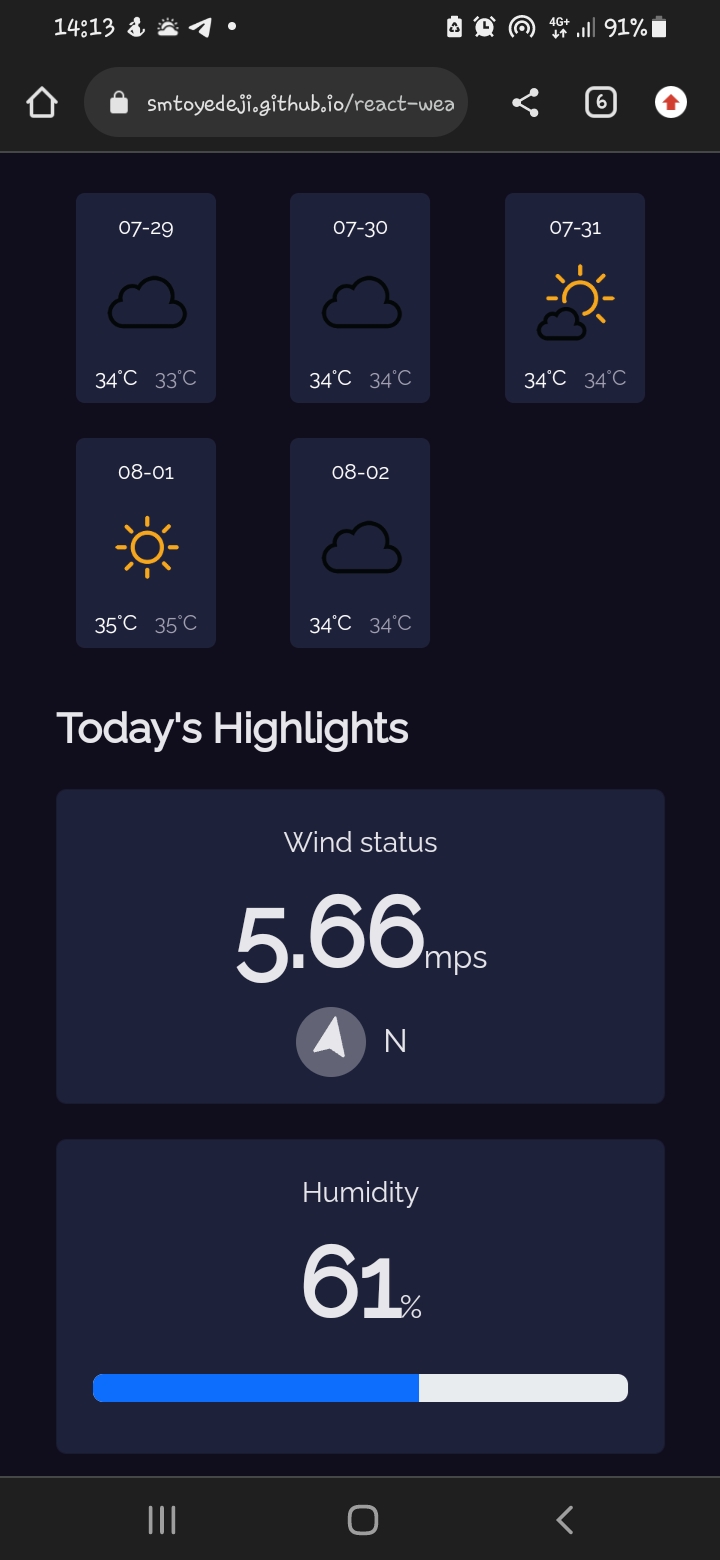 14:13 4G+ 91%
smtoyedeji.github.io/react-wea 6
07-29 07-30 07-31
34°C 33°C 34°C 34°C 34°C 34°C
08-01 08-02
35°C 35°C 34°C 34°C
Today's Highlights
Wind status
5.66mps
N
Humidity
61%